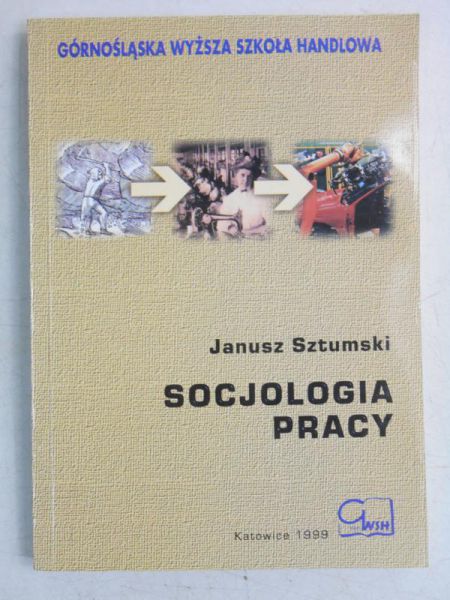 GÓRNOŚLĄSKA WYŻSZA SZKOŁA HANDLOWA
Janusz Sztumski
SOCJOLOGIA
PRACY
GWSH
Katowice 1999